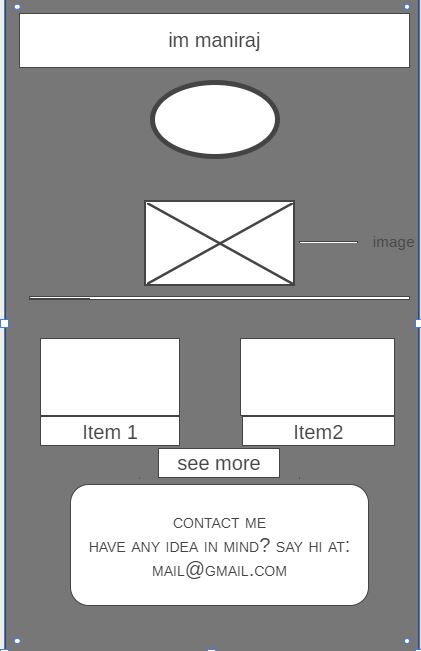 im maniraj
image
Item 1
Item2
see more
CONTACT ME
HAVE ANY IDEA IN MIND? SAY HI AT:
MAIL@GMAIL.COM